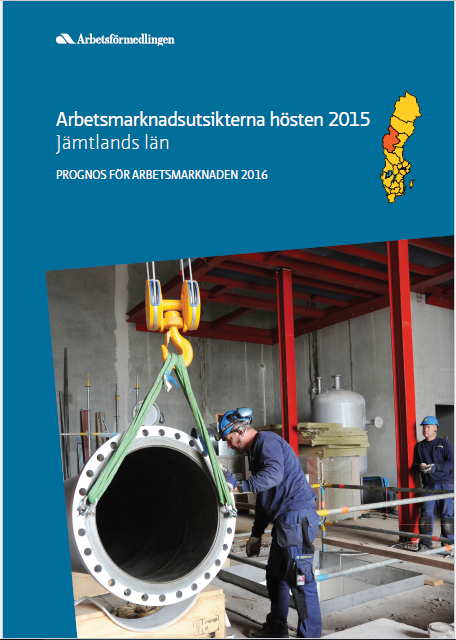 Arbetsförmedlingen
Arbetsmarknadsutsikterna hösten 2015
Jämtlands län
PROGNOS FÖR ARBETSMARKNADEN 2016